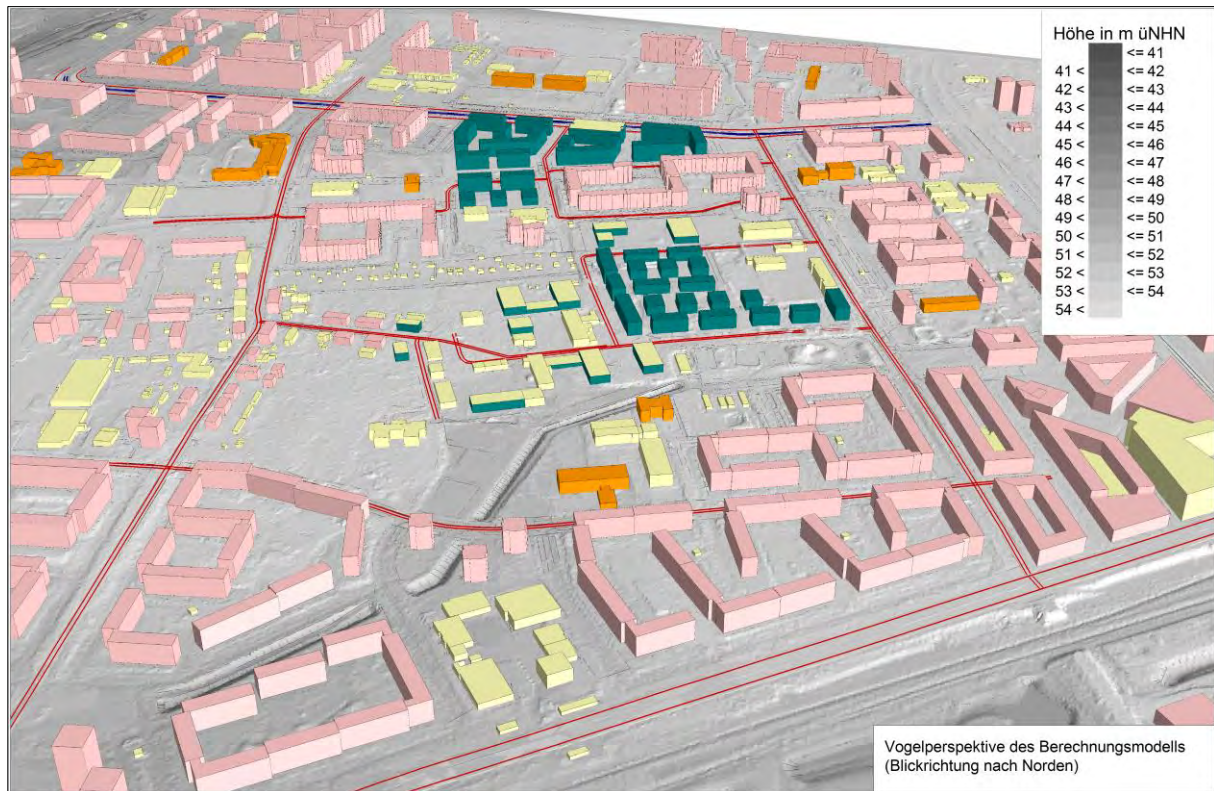 Höhe in m üNHN
<= 41
41 < <= 42
42 < <= 43
43 < <= 44
44 < <= 45
45 < <= 46
46 < <= 47
47 < <= 48
48 < <= 49
49 < <= 50
50 < <= 51
51 < <= 52
52 < <= 53
53 < <= 54
54 <
Vogelperspektive des Berechnungsmodells
(Blickrichtung nach Norden)